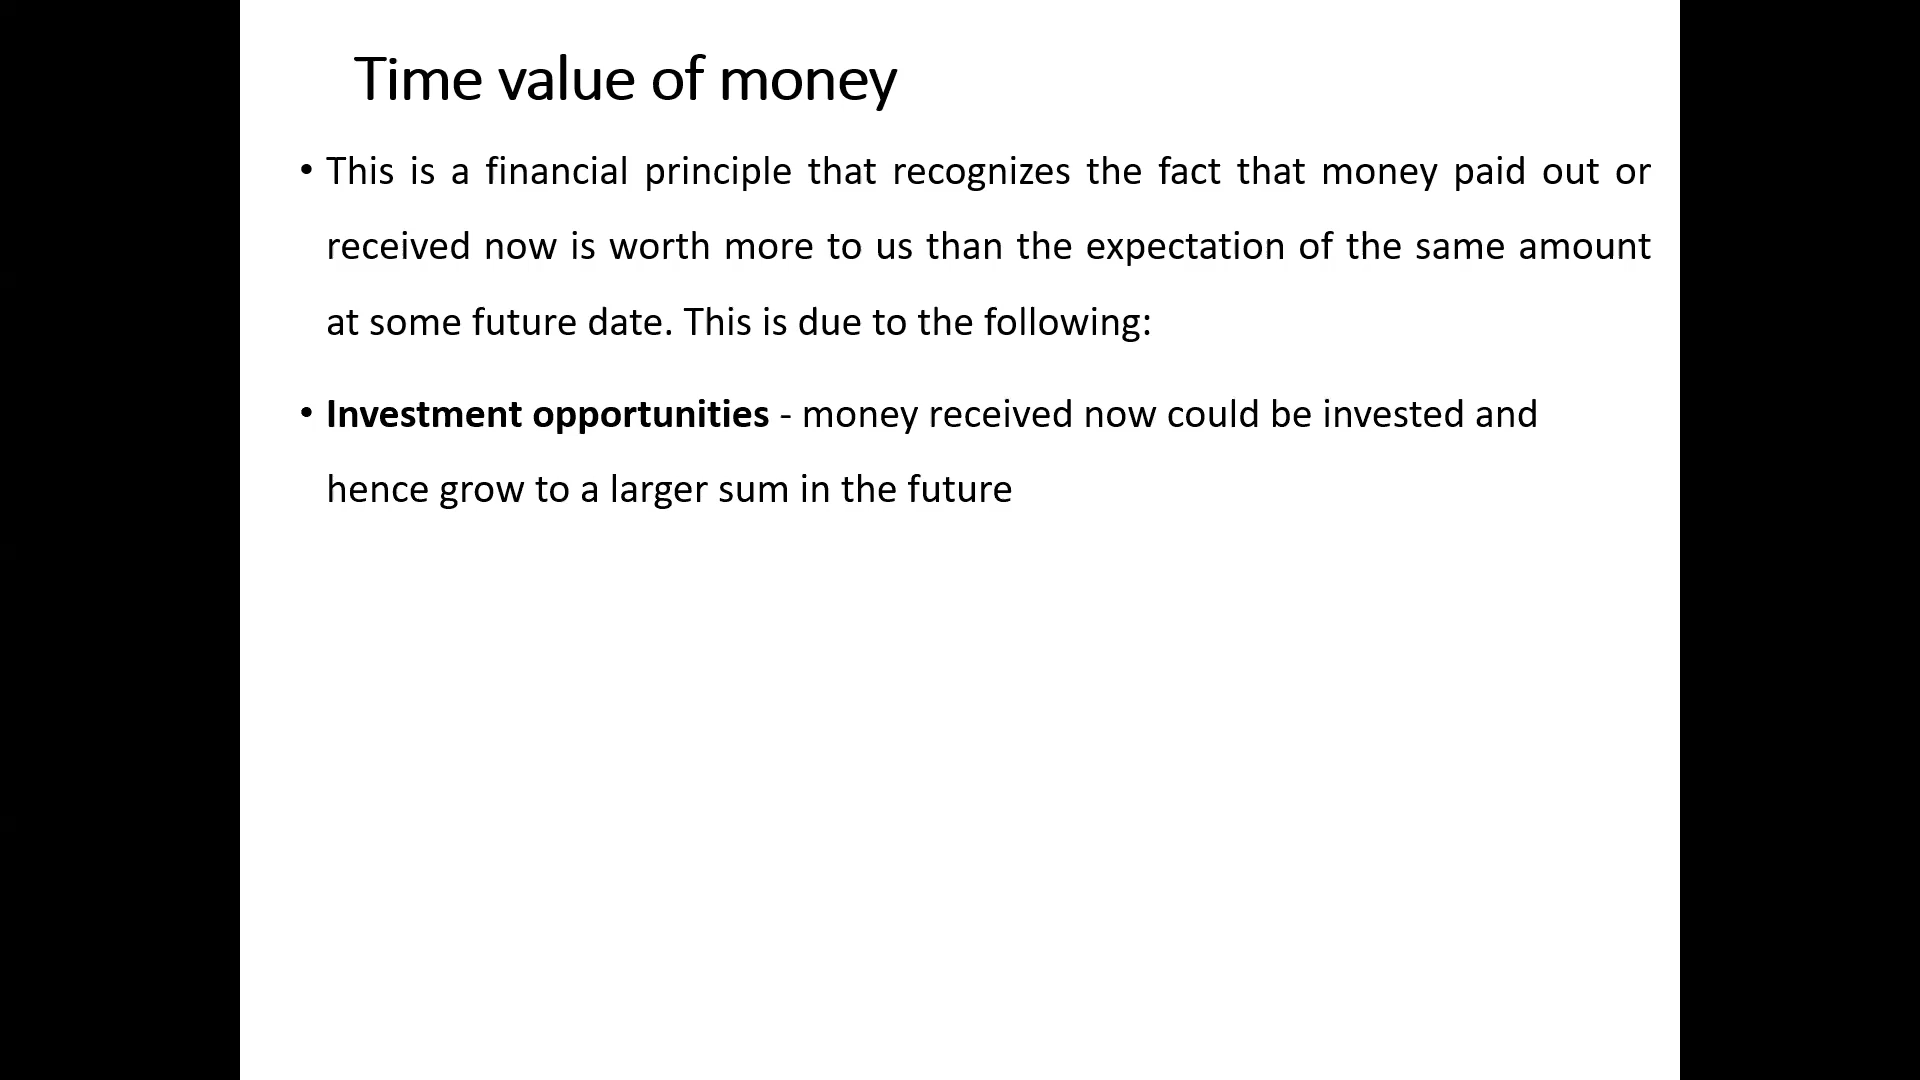 Time value of money
• This is a financial principle that recognizes the fact that money paid out or
received now is worth more to us than the expectation of the same amount
at some future date. This is due to the following:
• Investment opportunities - money received now could be invested and
hence grow to a larger sum in the future